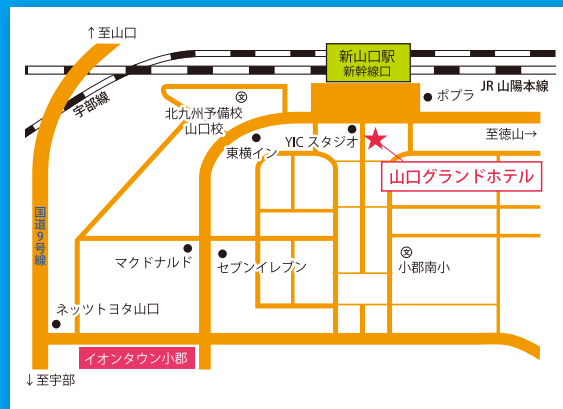 ↑至山口
新山口駅
新幹線口
JR 山陽本線
宇部線
ポプラ
北九州予備校
山口校
YIC スタジオ
至徳山→
東横イン
山口グランドホテル
国道9号線
マクドナルド
セブンイレブン
小郡南小
ネッツトヨタ山口
イオンタウン小郡
↓至宇部